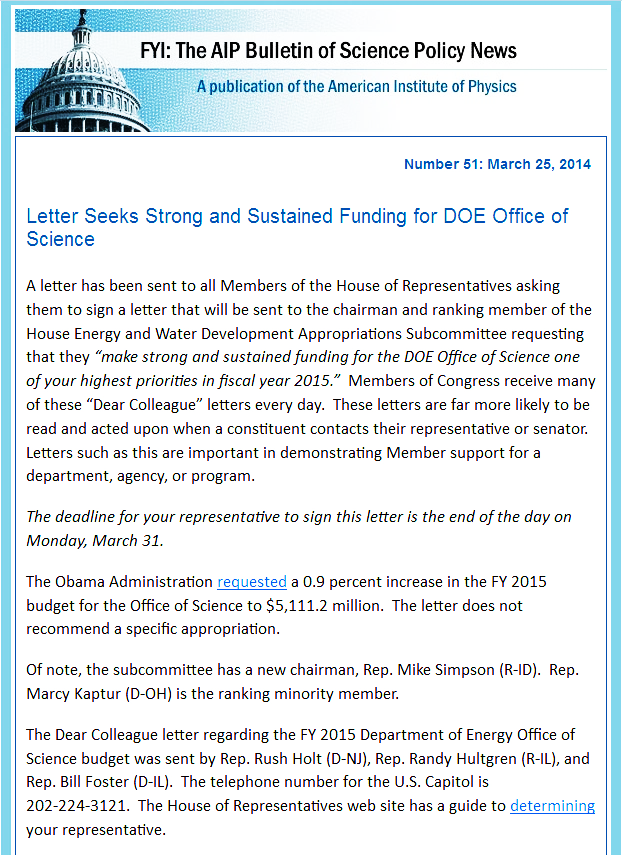 FYI: The AIP Bulletin of Science Policy News
A publication of the American Institute of Physics
Number 51: March 25, 2014
Letter Seeks Strong and Sustained Funding for DOE Office of
Science
A letter has been sent to all Members of the House of Representatives asking
them to sign a letter that will be sent to the chairman and ranking member of the
House Energy and Water Development Appropriations Subcommittee requesting
that they “make strong and sustained funding for the DOE Office of Science one
of your highest priorities in fiscal year 2015.”  Members of Congress receive many
of these “Dear Colleague” letters every day.  These letters are far more likely to be
read and acted upon when a constituent contacts their representative or senator.
Letters such as this are important in demonstrating Member support for a
department, agency, or program.
The deadline for your representative to sign this letter is the end of the day on
Monday, March 31.
The Obama Administration requested a 0.9 percent increase in the FY 2015
budget for the Office of Science to $5,111.2 million.  The letter does not
recommend a specific appropriation.
Of note, the subcommittee has a new chairman, Rep. Mike Simpson (R-ID).  Rep.
Marcy Kaptur (D-OH) is the ranking minority member.
The Dear Colleague letter regarding the FY 2015 Department of Energy Office of
Science budget was sent by Rep. Rush Holt (D-NJ), Rep. Randy Hultgren (R-IL), and
Rep. Bill Foster (D-IL).  The telephone number for the U.S. Capitol is
202-224-3121.  The House of Representatives web site has a guide to determining
your representative.